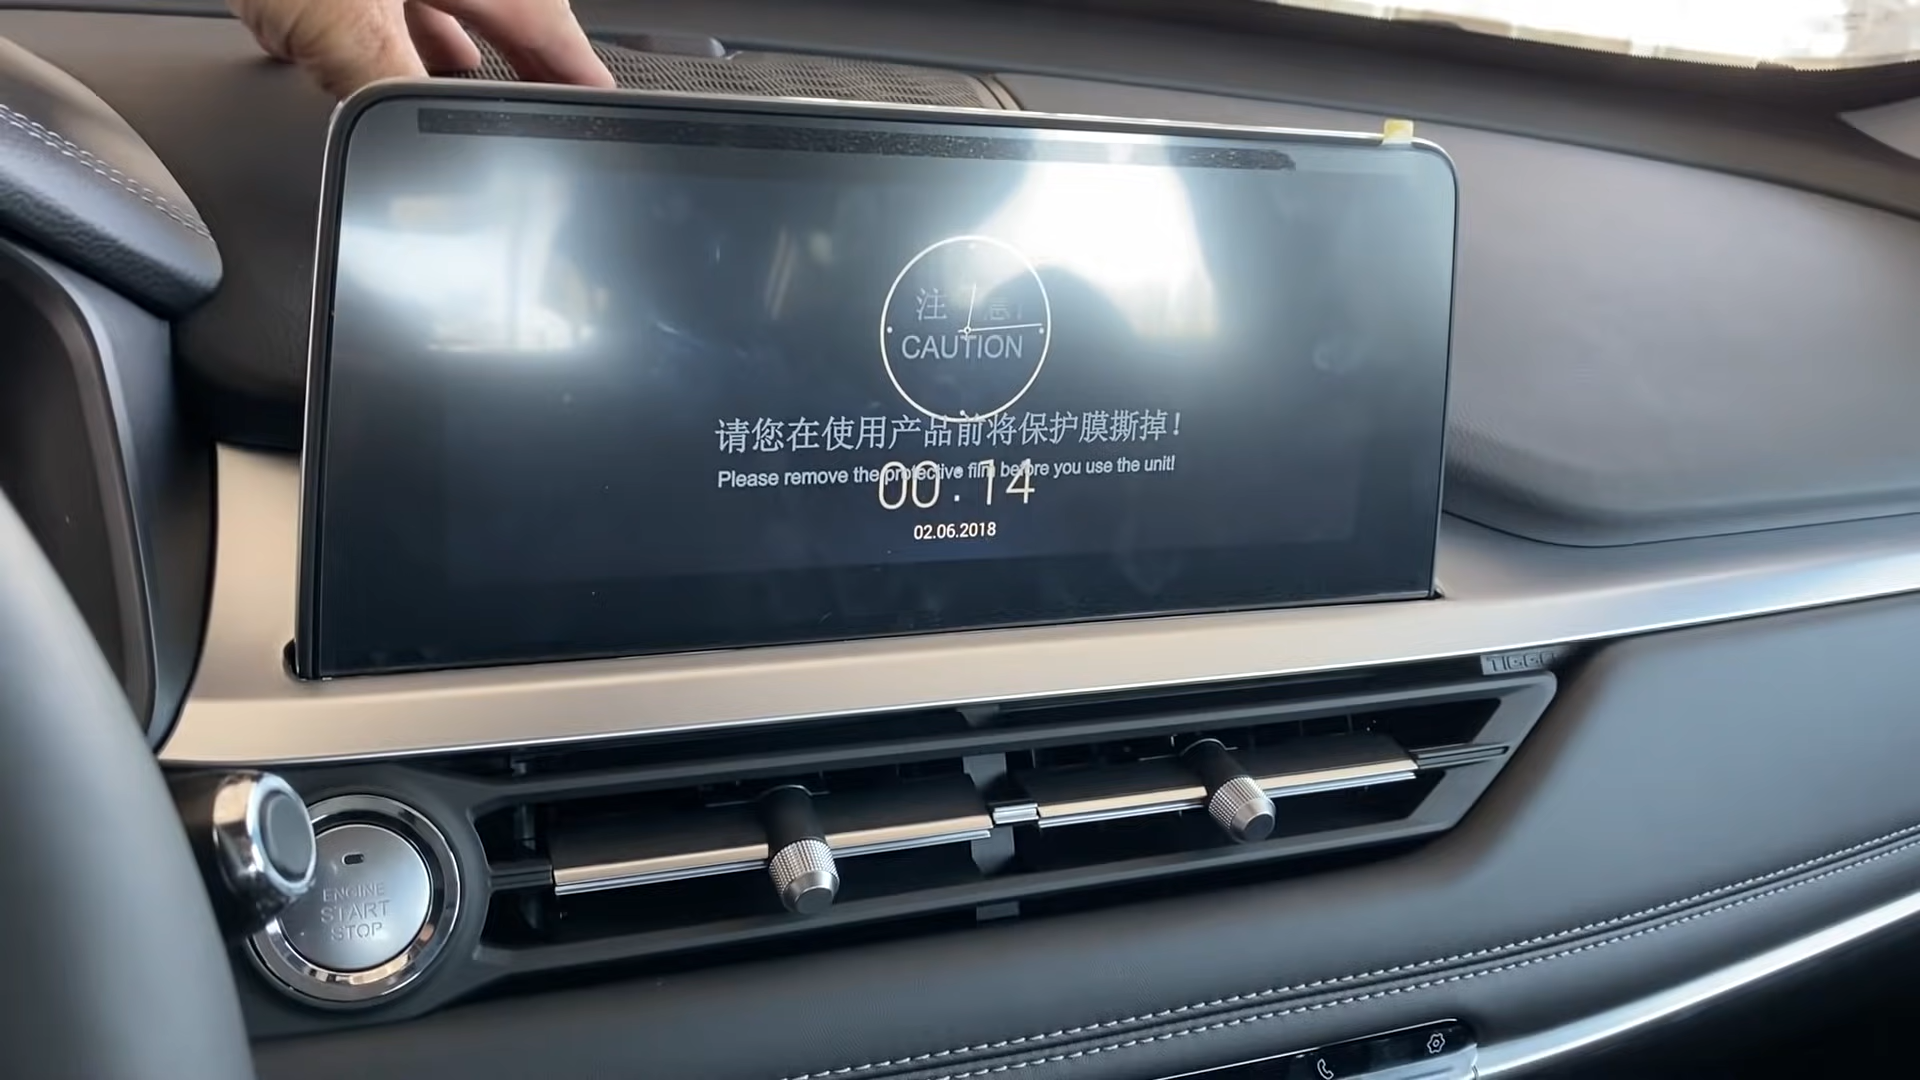 注意!
CAUTION
请您在使用产品前将保护膜撕掉!
Please remove the protective film before you use the unit!
00:14
02.06.2018
TIGGO
ENGINE
START
STOP